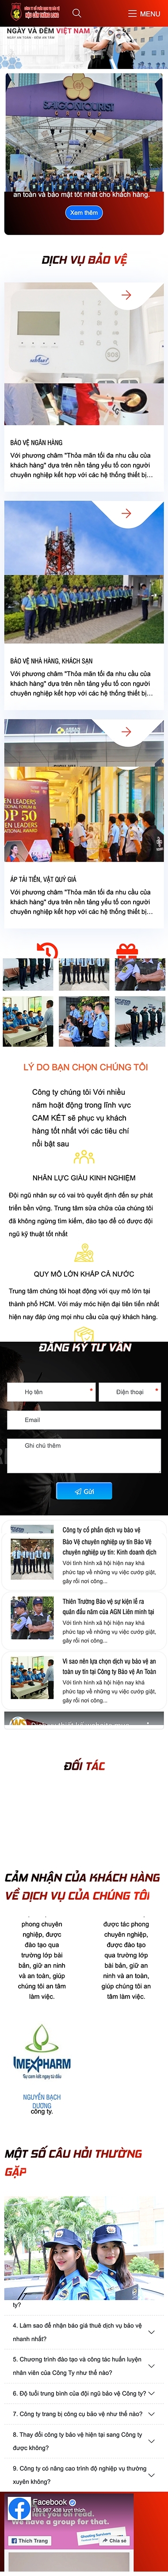 MENU
NGÀY VÀ ĐÊM VIỆT NAM
SAIGONTOURIST
GROUP
an toàn và bảo mật tốt nhất cho khách hàng.
Xem thêm
DỊCH VỤ BẢO VỆ
SOS
BẢO VỆ NGÂN HÀNG
Với phương châm "Thỏa mãn tối đa nhu cầu của
khách hàng" dựa trên nền tảng yếu tố con người
chuyên nghiệp kết hợp với các hệ thống thiết bị...
BẢO VỆ NHÀ HÀNG, KHÁCH SẠN
Với phương châm "Thỏa mãn tối đa nhu cầu của
khách hàng" dựa trên nền tảng yếu tố con người
chuyên nghiệp kết hợp với các hệ thống thiết bị...
EN LEADERS
TOP 50
EN LEADERS
ÁP TẢI TIỀN, VẬT QUÝ GIÁ
Với phương châm "Thỏa mãn tối đa nhu cầu của
khách hàng" dựa trên nền tảng yếu tố con người
chuyên nghiệp kết hợp với các hệ thống thiết bị...
LÝ DO BẠN CHỌN CHÚNG TÔI
Công ty chúng tôi Với nhiều
năm hoạt động trong lĩnh vực
CAM KẾT sẽ phục vụ khách
hàng tốt nhất với các tiêu chí
nổi bật sau
NHÂN LỰC GIÀU KINH NGHIỆM
Đội ngũ nhân sự có vai trò quyết định đến sự phát
triển bền vững. Trung tâm sửa chữa của chúng tôi
đã không ngừng tìm kiếm, đào tạo để có được đội
ngũ kỹ thuật tốt nhất
QUY MÔ LỚN KHẮP CẢ NƯỚC
Trung tâm chúng tôi hoạt động với quy mô lớn tại
thành phố HCM. Với máy móc hiện đại tiên tiến nhất
hiện nay đáp ứng mọi nhu cầu của quý khách hàng.
ĐĂNG KÝ TƯ VẤN
Họ tên *
Điện thoại *
Email
Ghi chú thêm
Gửi
Công ty cổ phần dịch vụ bảo vệ
Bảo Vệ chuyên nghiệp uy tín Bảo Vệ
chuyên nghiệp uy tín: Kinh doanh dịch
Với tình hình xã hội hiện nay khá
phức tạp về những vụ việc cướp giật,
gây rối nơi công...
Thiên Trường Bảo vệ sự kiện lễ ra
quân đầu năm của AGN Liên minh tại
Với tình hình xã hội hiện nay khá
phức tạp về những vụ việc cướp giật,
gây rối nơi công...
Vì sao nên lựa chọn dịch vụ bảo vệ an
toàn uy tín tại Công ty Bảo vệ An Toàn
Với tình hình xã hội hiện nay khá
phức tạp về những vụ việc cướp giật,
gây rối nơi công...
ĐỐI TÁC
CẢM NHẬN CỦA KHÁCH HÀNG
VỀ DỊCH VỤ CỦA CHÚNG TÔI
phong chuyên
nghiệp, được
đào tạo qua
trường lớp bài
bản, giữ an ninh
và an toàn, giúp
chúng tôi an tâm
làm việc.
được tác phong
chuyên nghiệp,
được đào tạo
qua trường lớp
bài bản, giữ an
ninh và an toàn,
giúp chúng tôi an
tâm làm việc.
IMEXPHARM
Sự cam kết ngay từ đầu
NGUYỄN BẠCH
DƯƠNG
công ty.
MỘT SỐ CÂU HỎI THƯỜNG
GẶP
ty?
4. Làm sao để nhận báo giá thuê dịch vụ bảo vệ
nhanh nhất?
5. Chương trình đào tạo và công tác huấn luyện
nhân viên của Công Ty như thế nào?
6. Độ tuổi trung bình của đội ngũ bảo vệ Công ty?
7. Công ty trang bị công cụ bảo vệ như thế nào?
8. Thay đổi công ty bảo vệ hiện tại sang Công ty
được không?
9. Công ty có nâng cao trình độ nghiệp vụ thường
xuyên không?
Facebook
Thích Trang
Chia sẻ
We have a group for that.